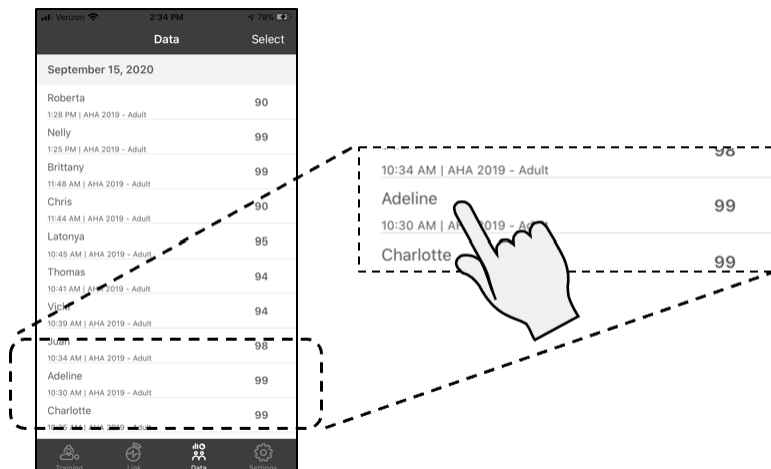 Verizon 2:34 PM 79%
Data Select
September 15, 2020
Roberta 90
1:28 PM | AHA 2019 - Adult
Nelly 99
1:25 PM | AHA 2019 - Adult
Brittany 99
11:48 AM | AHA 2019 - Adult
Chris 90
11:44 AM | AHA 2019 - Adult
Latonya 95
10:45 AM | AHA 2019 - Adult
Thomas 94
10:41 AM | AHA 2019 - Adult
Vicki 94
10:39 AM | AHA 2019 - Adult
Juan 98
10:34 AM | AHA 2019 - Adult
Adeline 99
10:30 AM | AHA 2019 - Adult
Charlotte 99
AHA 2019 - Adult
Training Link Data Settings
98
10:34 AM | AHA 2019 - Adult
Adeline 99
10:30 AM | 2019
Charlotte 99